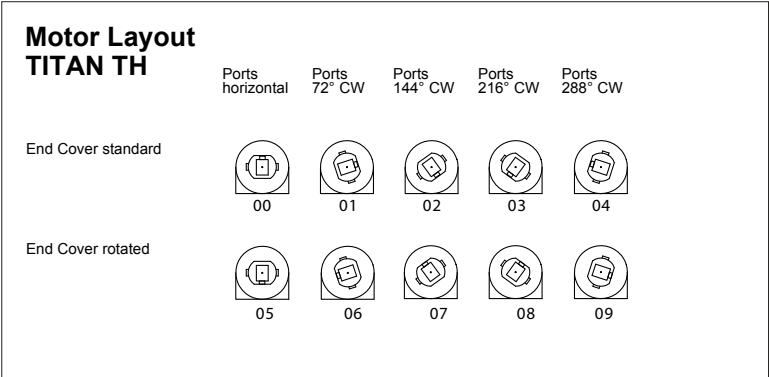 Motor Layout
TITAN TH
Ports horizontal
Ports 72° CW
Ports 144° CW
Ports 216° CW
Ports 288° CW
End Cover standard
00 01 02 03 04
End Cover rotated
05 06 07 08 09